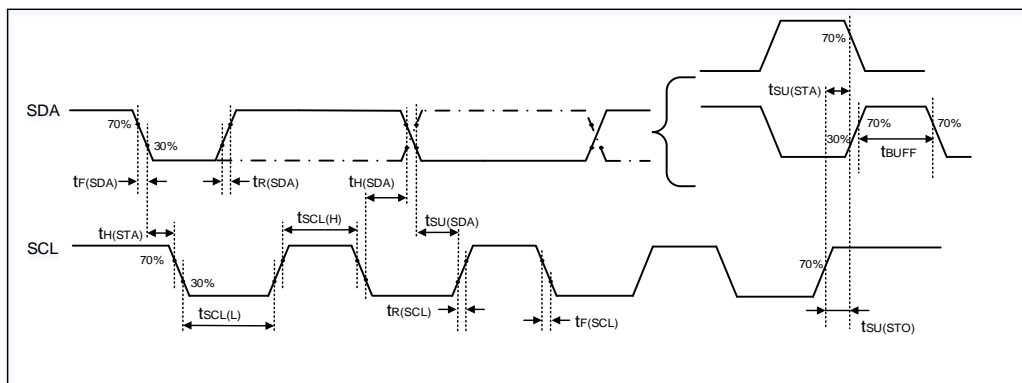 70%
tSU(STA)
SDA
70%
30%
30%
70%
70%
tBUFF
tF(SDA)
tR(SDA)
tH(SDA)
tH(STA)
tSCL(H)
tSU(SDA)
SCL
70%
30%
70%
tSCL(L)
tR(SCL)
tF(SCL)
tSU(STO)